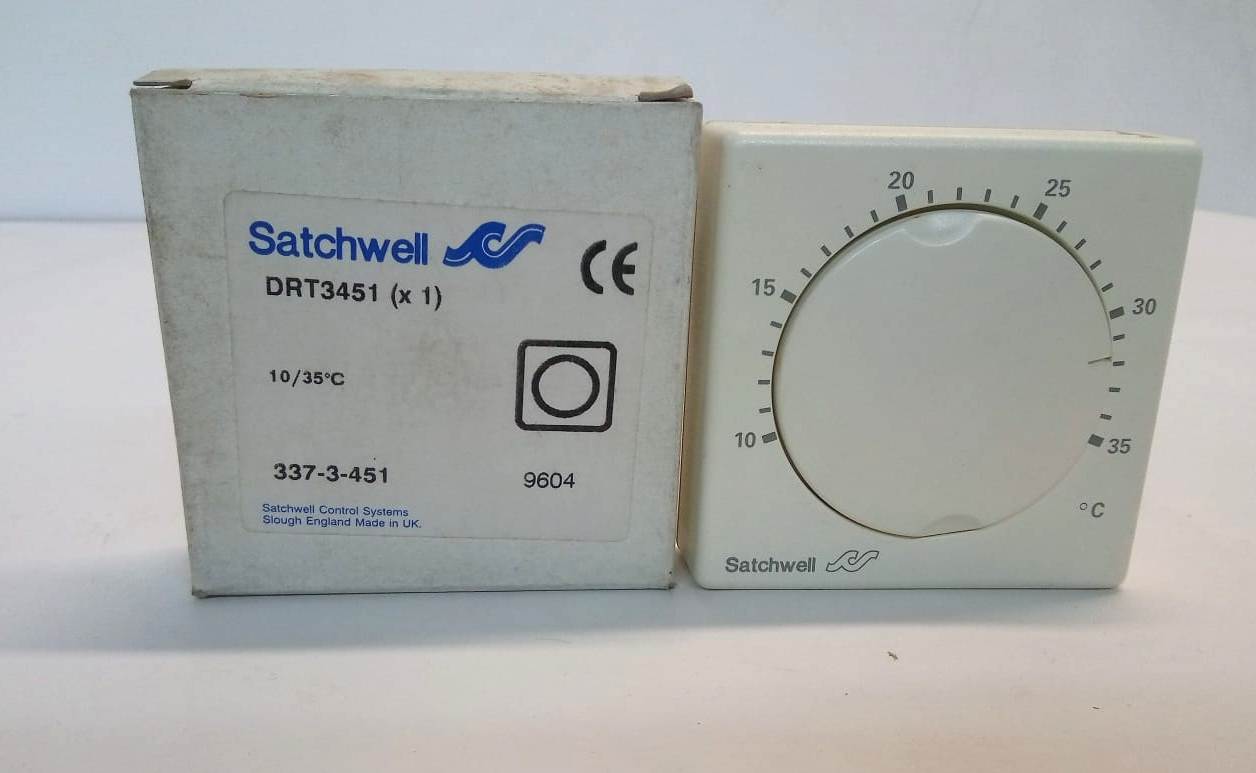 Satchwell
CE
DRT3451 (x 1)
10/35°C
337-3-451
9604
Satchwell Control Systems
Slough England Made in UK.
20
25
15
30
10
35
°C
Satchwell